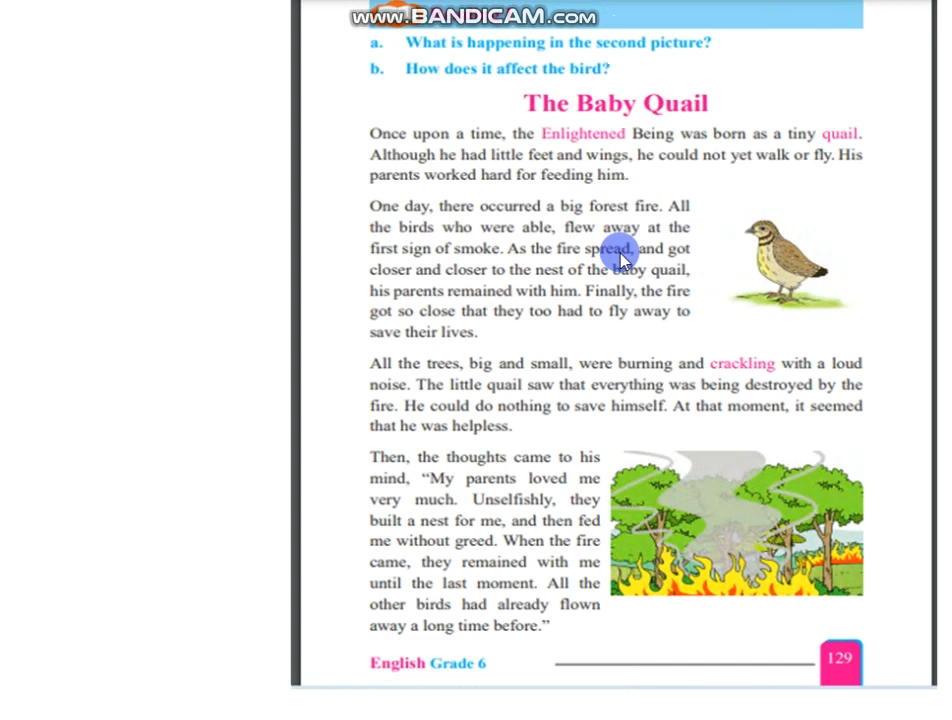 www.BANDICAM.com
a. What is happening in the second picture?
b. How does it affect the bird?
The Baby Quail
Once upon a time, the Enlightened Being was born as a tiny quail.
Although he had little feet and wings, he could not yet walk or fly. His
parents worked hard for feeding him.
One day, there occurred a big forest fire. All
the birds who were able, flew away at the
first sign of smoke. As the fire spread, and got
closer and closer to the nest of the baby quail,
his parents remained with him. Finally, the fire
got so close that they too had to fly away to
save their lives.
All the trees, big and small, were burning and crackling with a loud
noise. The little quail saw that everything was being destroyed by the
fire. He could do nothing to save himself. At that moment, it seemed
that he was helpless.
Then, the thoughts came to his
mind, “My parents loved me
very much. Unselfishly, they
built a nest for me, and then fed
me without greed. When the fire
came, they remained with me
until the last moment. All the
other birds had already flown
away a long time before.”
English Grade 6
129